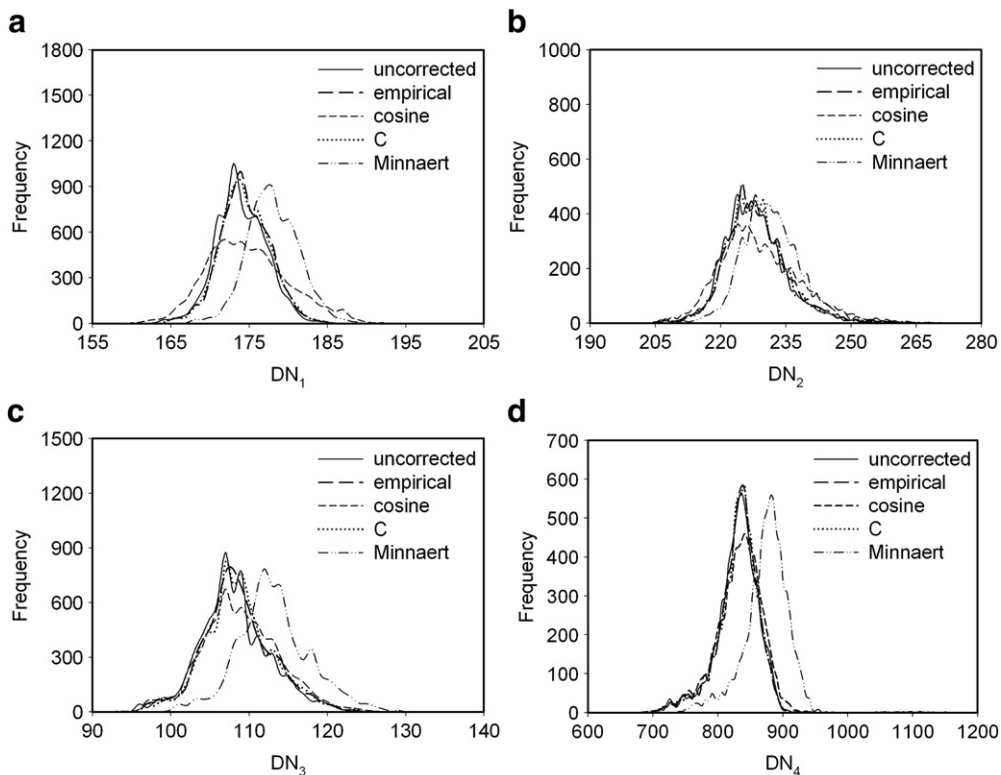 a
1800
1500
1200
900
600
300
0
Frequency
uncorrected
empirical
cosine
C
Minnaert
155 165 175 185 195 205
DN₁
b
1000
800
600
400
200
0
Frequency
uncorrected
empirical
cosine
C
Minnaert
190 205 220 235 250 265 280
DN₂
c
1500
1200
900
600
300
0
Frequency
uncorrected
empirical
cosine
C
Minnaert
90 100 110 120 130 140
DN₃
d
700
600
500
400
300
200
100
0
Frequency
uncorrected
empirical
cosine
C
Minnaert
600 700 800 900 1000 1100 1200
DN₄